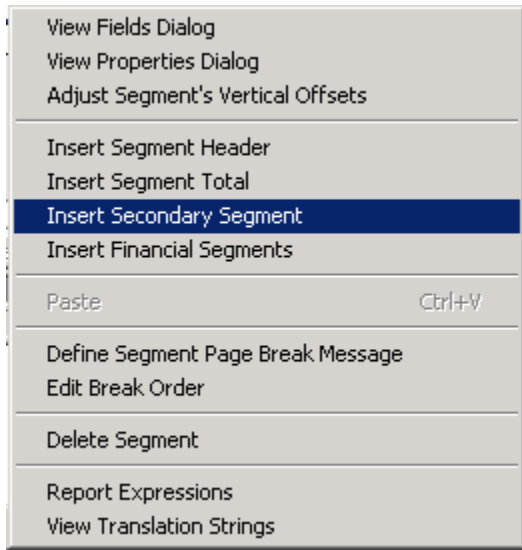 View Fields Dialog
View Properties Dialog
Adjust Segment's Vertical Offsets
Insert Segment Header
Insert Segment Total
Insert Secondary Segment
Insert Financial Segments
Paste Ctrl+V
Define Segment Page Break Message
Edit Break Order
Delete Segment
Report Expressions
View Translation Strings